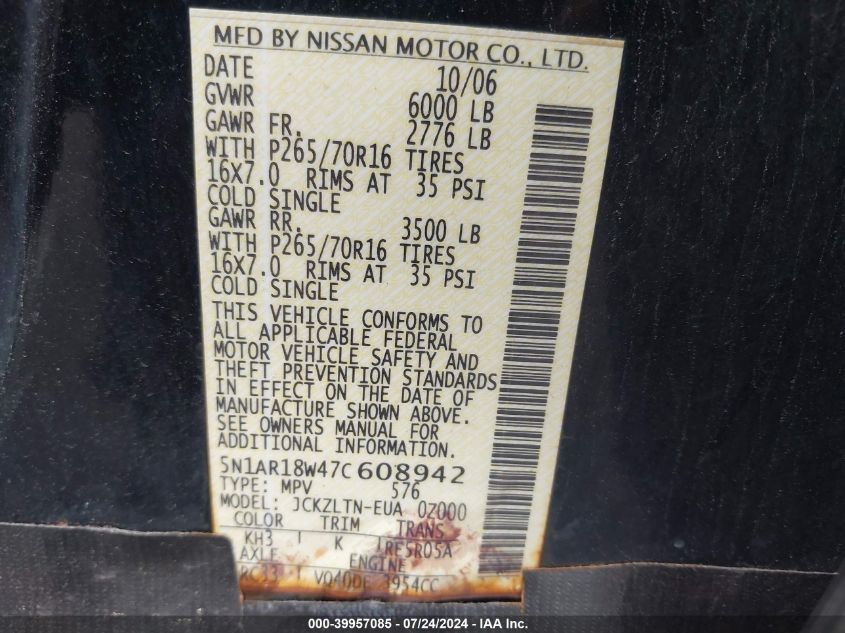 MFD BY NISSAN MOTOR CO., LTD.
DATE 10/06
GVWR 6000 LB
GAWR FR. 2776 LB
WITH P265/70R16 TIRES
16X7.0 RIMS AT 35 PSI
COLD SINGLE
GAWR RR. 3500 LB
WITH P265/70R16 TIRES
16X7.0 RIMS AT 35 PSI
COLD SINGLE
THIS VEHICLE CONFORMS TO
ALL APPLICABLE FEDERAL
MOTOR VEHICLE SAFETY AND
THEFT PREVENTION STANDARDS
IN EFFECT ON THE DATE OF
MANUFACTURE SHOWN ABOVE.
SEE OWNERS MANUAL FOR
ADDITIONAL INFORMATION.
5N1AR18W47C608942
TYPE: MPV 576
MODEL: JCKZLTN-EUA 0Z000
COLOR TRIM TRANS
KH3 K RE5R05A
AXLE ENGINE
RC33 VQ40DE 3954CC
000-39957085 - 07/24/2024 - IAA Inc.